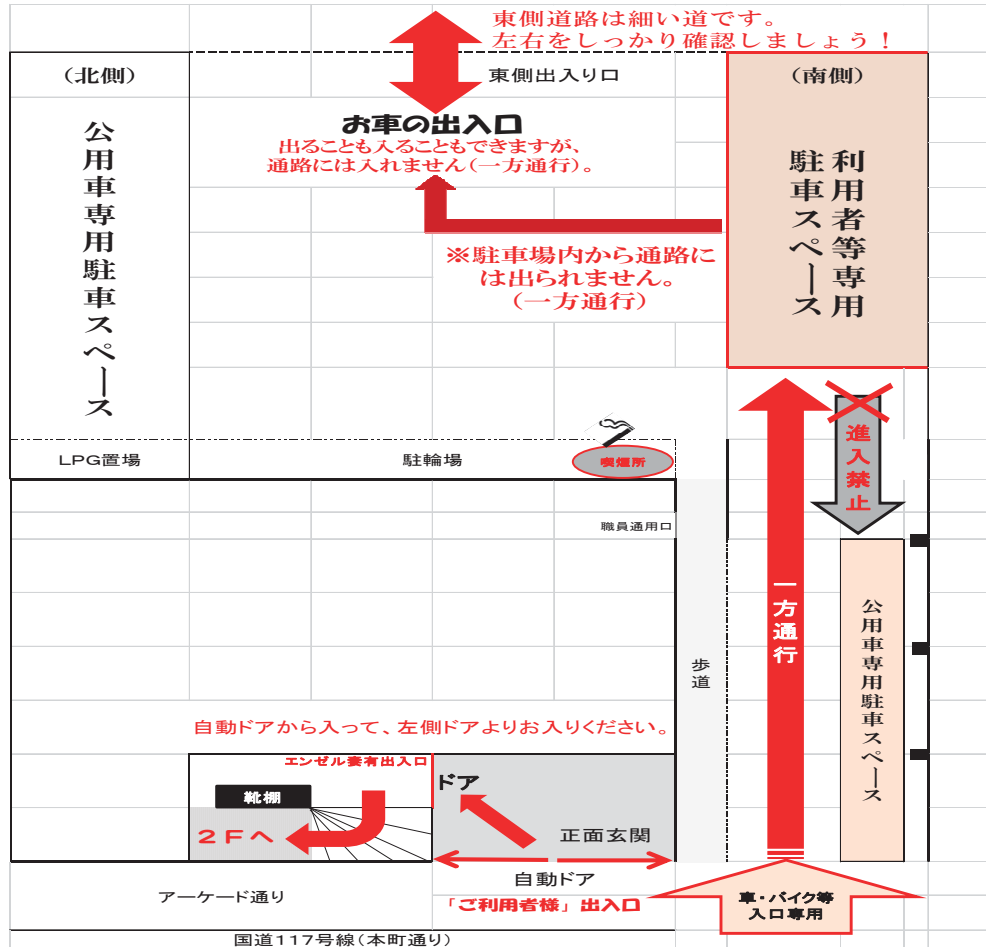 東側道路は細い道です。
左右をしっかり確認しましょう！
(北側)
東側出入り口
(南側)
公用車専用駐車スペース
お車の出入口
出ることも入ることもできますが、
通路には入れません(一方通行)。
利用者等専用
駐車スペース
※駐車場内から通路に
は出られません。
(一方通行)
進入禁止
LPG置場
駐輪場
喫煙所
職員通用口
一方通行
公用車専用駐車スペース
歩道
自動ドアから入って、左側ドアよりお入りください。
エンゼル妻有出入口
ドア
靴棚
2Fへ
正面玄関
自動ドア
アーケード通り
「ご利用者様」出入口
車・バイク等
入口専用
国道117号線(本町通り)